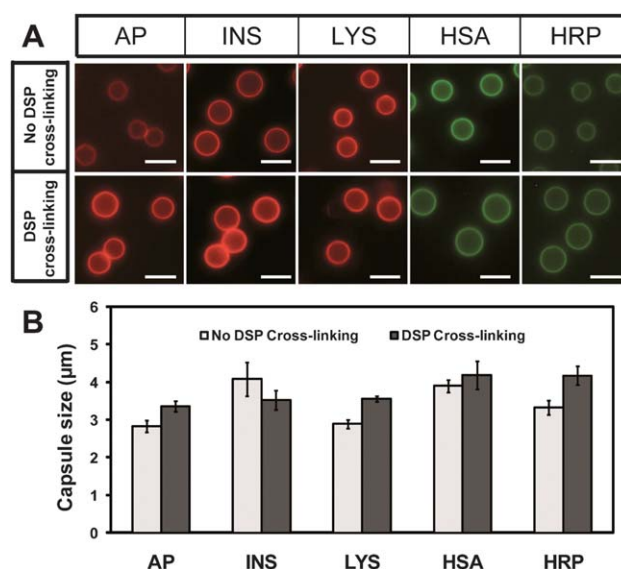 A
AP INS LYS HSA HRP
No DSP
cross-linking
DSP
cross-linking
B
No DSP Cross-linking DSP Cross-linking
Capsule size (µm)
6
5
4
3
2
1
0
AP INS LYS HSA HRP